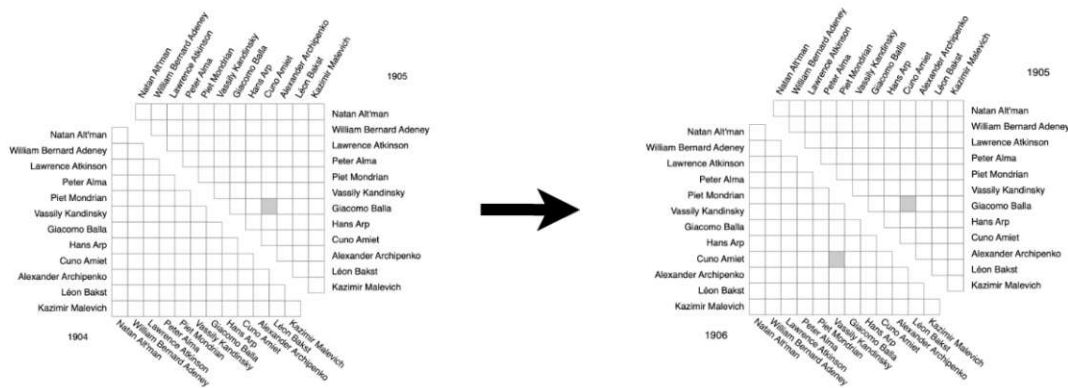 Natan Alt'man
William Bernard Adeney
Lawrence Atkinson
Peter Alma
Piet Mondrian
Vassily Kandinsky
Giacomo Balla
Hans Arp
Cuno Amiet
Alexander Archipenko
Léon Bakst
Kazimir Malevich
1905
Natan Alt'man
William Bernard Adeney
Lawrence Atkinson
Peter Alma
Piet Mondrian
Vassily Kandinsky
Giacomo Balla
Hans Arp
Cuno Amiet
Alexander Archipenko
Léon Bakst
Kazimir Malevich
Natan Alt'man
William Bernard Adeney
Lawrence Atkinson
Peter Alma
Piet Mondrian
Vassily Kandinsky
Giacomo Balla
Hans Arp
Cuno Amiet
Alexander Archipenko
Léon Bakst
Kazimir Malevich
1904
Natan Alt'man
William Bernard Adeney
Lawrence Atkinson
Peter Alma
Piet Mondrian
Vassily Kandinsky
Giacomo Balla
Hans Arp
Cuno Amiet
Alexander Archipenko
Léon Bakst
Kazimir Malevich
Natan Alt'man
William Bernard Adeney
Lawrence Atkinson
Peter Alma
Piet Mondrian
Vassily Kandinsky
Giacomo Balla
Hans Arp
Cuno Amiet
Alexander Archipenko
Léon Bakst
Kazimir Malevich
1905
Natan Alt'man
William Bernard Adeney
Lawrence Atkinson
Peter Alma
Piet Mondrian
Vassily Kandinsky
Giacomo Balla
Hans Arp
Cuno Amiet
Alexander Archipenko
Léon Bakst
Kazimir Malevich
Natan Alt'man
William Bernard Adeney
Lawrence Atkinson
Peter Alma
Piet Mondrian
Vassily Kandinsky
Giacomo Balla
Hans Arp
Cuno Amiet
Alexander Archipenko
Léon Bakst
Kazimir Malevich
1906
Natan Alt'man
William Bernard Adeney
Lawrence Atkinson
Peter Alma
Piet Mondrian
Vassily Kandinsky
Giacomo Balla
Hans Arp
Cuno Amiet
Alexander Archipenko
Léon Bakst
Kazimir Malevich